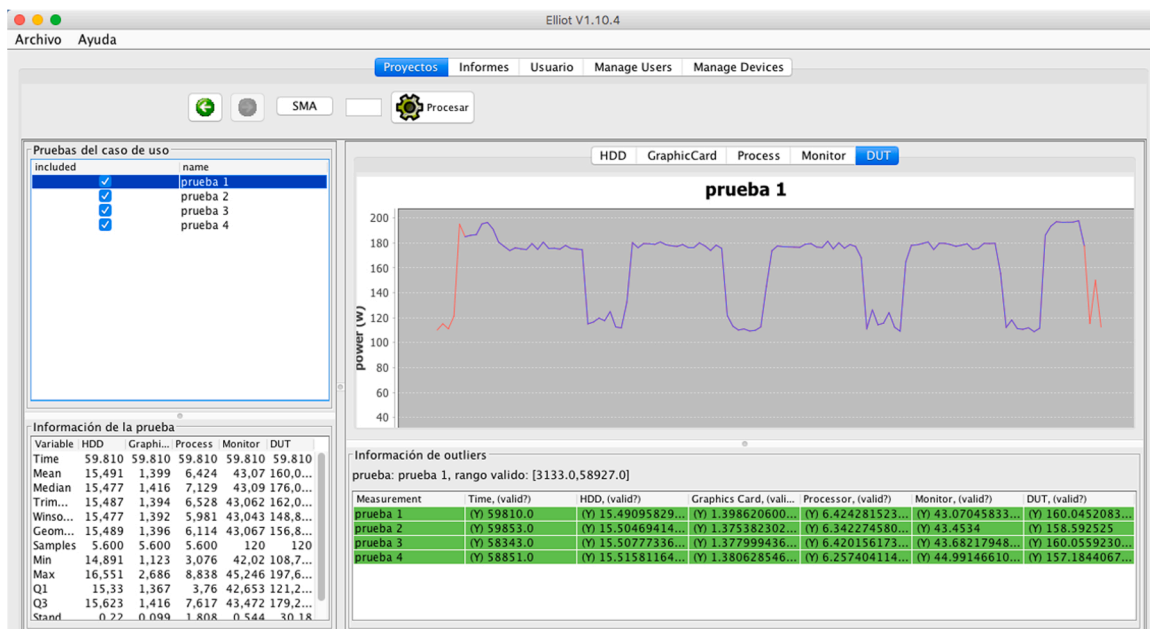 Elliot V1.10.4
Archivo Ayuda
Proyectos Informes Usuario Manage Users Manage Devices
SMA Procesar
Pruebas del caso de uso
included name
prueba 1
prueba 2
prueba 3
prueba 4
HDD GraphicCard Process Monitor DUT
prueba 1
power (w)
200
180
160
140
120
100
80
60
40
Información de la prueba
Variable HDD Graphi... Process Monitor DUT
Time 59.810 59.810 59.810 59.810 59.810
Mean 15,491 1,399 6,424 43,07 160,0...
Median 15,477 1,416 7,129 43,09 176,0...
Trim... 15,487 1,394 6,528 43,062 162,0...
Winso... 15,477 1,392 5,981 43,043 148,8...
Geom... 15,489 1,396 6,114 43,067 156,8...
Samples 5.600 5.600 5.600 120 120
Min 14,891 1,123 3,076 42,02 108,7...
Max 16,551 2,686 8,838 45,246 197,6...
Q1 15,33 1,367 3,76 42,653 121,2...
Q3 15,623 1,416 7,617 43,472 179,2...
Stand 0.22 0.099 1.808 0.544 30.18
Información de outliers
prueba: prueba 1, rango valido: [3133.0,58927.0]
Measurement Time, (valid?) HDD, (valid?) Graphics Card, (vali... Processor, (valid?) Monitor, (valid?) DUT, (valid?)
prueba 1 (Y) 59810.0 (Y) 15.49095829... (Y) 1.398620600... (Y) 6.424281523... (Y) 43.07045833... (Y) 160.0452083...
prueba 2 (Y) 59853.0 (Y) 15.50469414... (Y) 1.375382302... (Y) 6.342274580... (Y) 43.4534 (Y) 158.592525
prueba 3 (Y) 58343.0 (Y) 15.50777336... (Y) 1.377999436... (Y) 6.420156173... (Y) 43.68217948... (Y) 160.0559230...
prueba 4 (Y) 58851.0 (Y) 15.51581164... (Y) 1.380628546... (Y) 6.257404114... (Y) 44.99146610... (Y) 157.1844067...